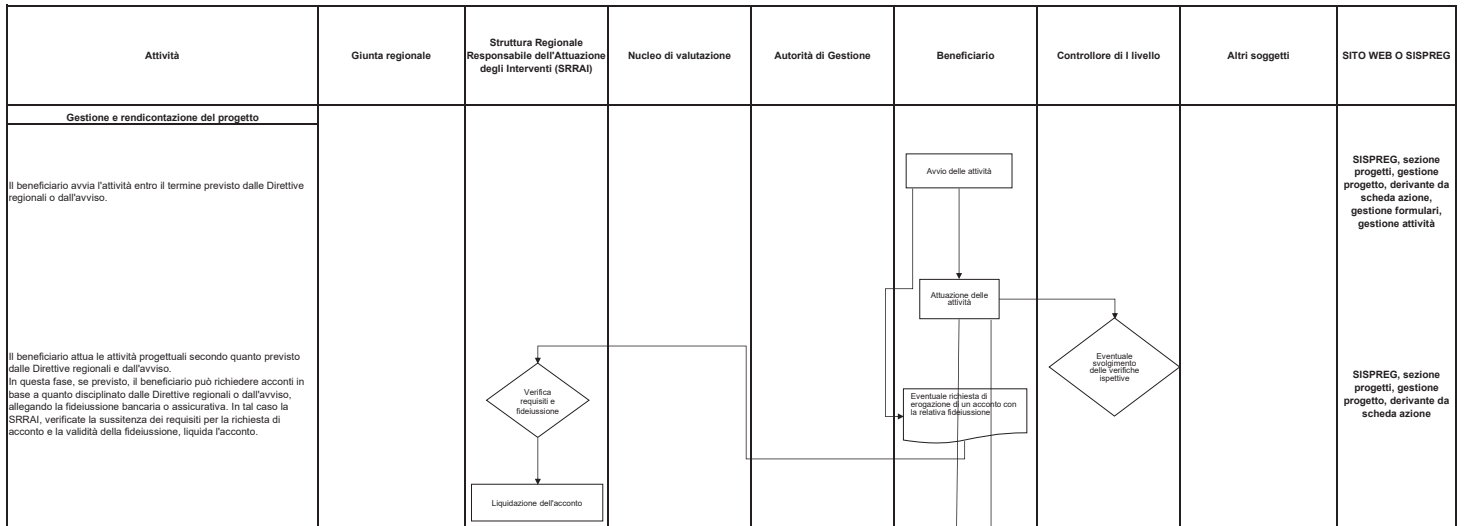 Attività
Giunta regionale
Struttura Regionale
Responsabile dell'Attuazione
degli Interventi (SRRAI)
Nucleo di valutazione
Autorità di Gestione
Beneficiario
Controllore di I livello
Altri soggetti
SITO WEB O SISPREG
Gestione e rendicontazione del progetto
Il beneficiario avvia l'attività entro il termine previsto dalle Direttive
regionali o dall'avviso.
Avvio delle attività
SISPREG, sezione
progetti, gestione
progetto, derivante da
scheda azione,
gestione formulari,
gestione attività
Attuazione delle
attività
Il beneficiario attua le attività progettuali secondo quanto previsto
dalle Direttive regionali e dall'avviso.
In questa fase, se previsto, il beneficiario può richiedere acconti in
base a quanto disciplinato dalle Direttive regionali o dall'avviso,
allegando la fideiussione bancaria o assicurativa. In tal caso la
SRRAI, verificate la sussitenza dei requisiti per la richiesta di
acconto e la validità della fideiussione, liquida l'acconto.
Verifica
requisiti e
fideiussione
Eventuale richiesta di
erogazione di un acconto con
la relativa fideiussione
Eventuale
svolgimento
delle verifiche
ispettive
SISPREG, sezione
progetti, gestione
progetto, derivante da
scheda azione
Liquidazione dell'acconto